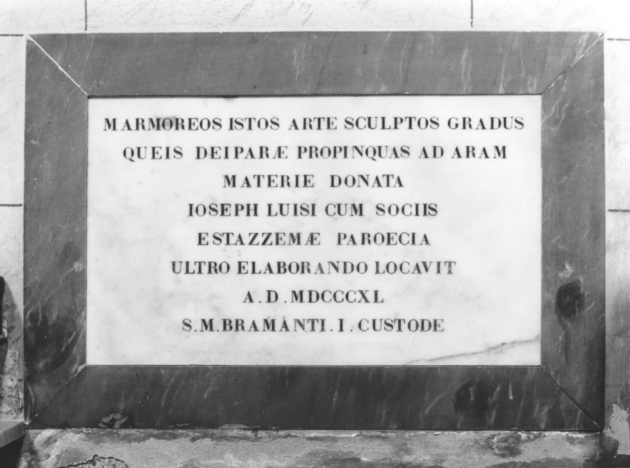 MARMOREOS ISTOS ARTE SCULPTOS GRADUS
QUEIS DEIPARÆ PROPINQUAS AD ARAM
MATERIE DONATA
IOSEPH LUISI CUM SOCIIS
ESTAZZEMÆ PAROECIA
ULTRO ELABORANDO LOCAVIT
A.D.MDCCCXL
S.M.BRAMANTI.I.CUSTODE